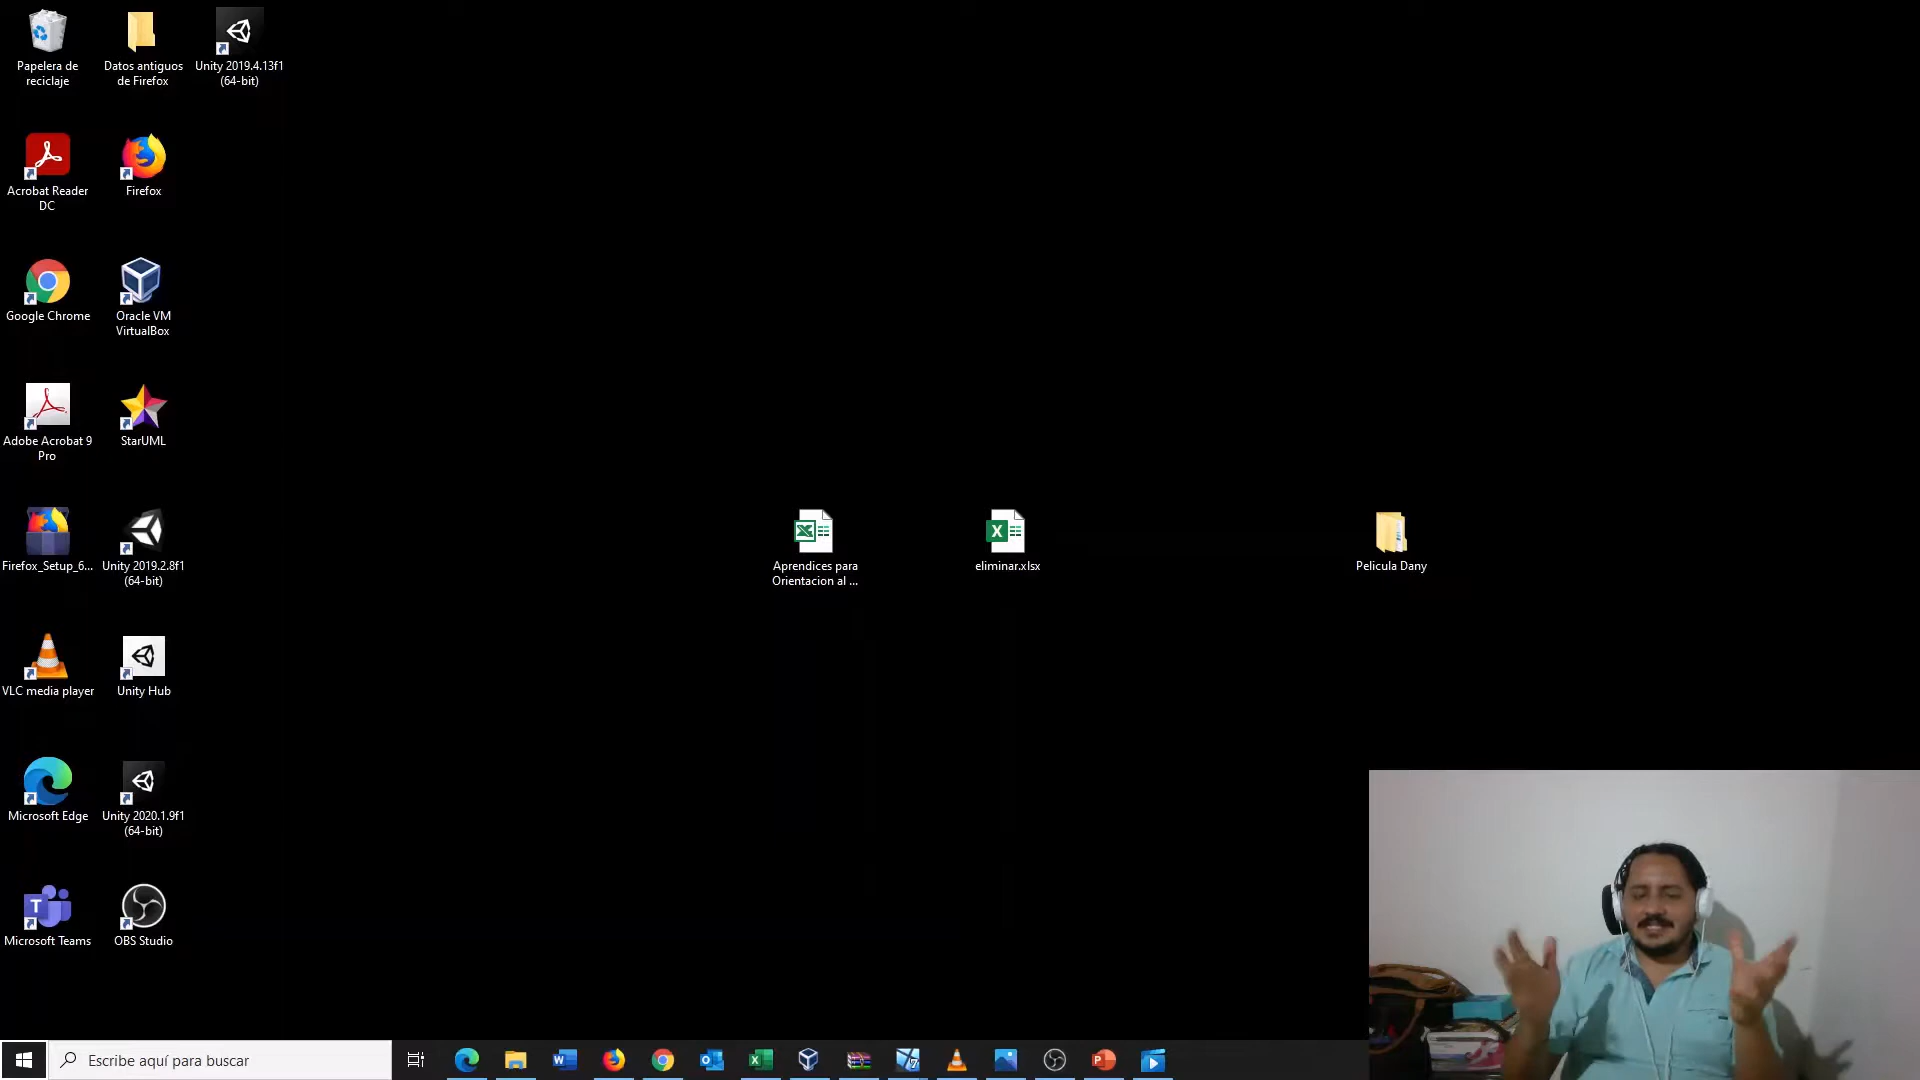 Papelera de
reciclaje
Datos antiguos
de Firefox
Unity 2019.4.13f1
(64-bit)
Acrobat Reader
DC
Firefox
Google Chrome
Oracle VM
VirtualBox
Adobe Acrobat 9
Pro
StarUML
Firefox_Setup_6...
Unity 2019.2.8f1
(64-bit)
Aprendices para
Orientacion al ...
eliminar.xlsx
Pelicula Dany
VLC media player
Unity Hub
Microsoft Edge
Unity 2020.1.9f1
(64-bit)
Microsoft Teams
OBS Studio
Escribe aquí para buscar